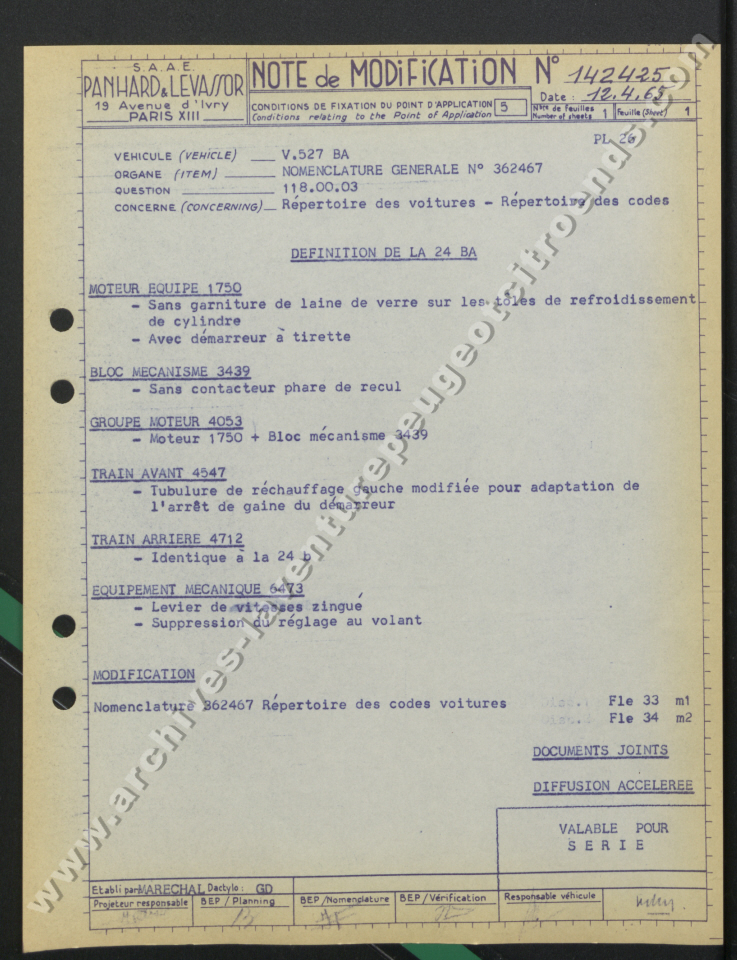 S.A.A.E.
PANHARD & LEVASSOR
19 Avenue d'Ivry
PARIS XIII
NOTE de MODiFiCATiON N° 142425
CONDITIONS DE FIXATION DU POINT D'APPLICATION 5
Conditions relating to the Point of Application
Date : 12.4.65
Nbre de Feuilles
Number of sheets 1
Feuille (Sheet) 1
PL 26
VEHICULE (VEHICLE) V.527 BA
ORGANE (ITEM) NOMENCLATURE GENERALE N° 362467
QUESTION 118.00.03
CONCERNE (CONCERNING) Répertoire des voitures - Répertoire des codes
DEFINITION DE LA 24 BA
MOTEUR EQUIPE 1750
- Sans garniture de laine de verre sur les tôles de refroidissement
de cylindre
- Avec démarreur à tirette
BLOC MECANISME 3439
- Sans contacteur phare de recul
GROUPE MOTEUR 4053
- Moteur 1750 + Bloc mécanisme 3439
TRAIN AVANT 4547
- Tubulure de réchauffage gauche modifiée pour adaptation de
l'arrêt de gaine du démarreur
TRAIN ARRIERE 4712
- Identique à la 24 b
EQUIPEMENT MECANIQUE 6473
- Levier de vitesses zingué
- Suppression du réglage au volant
MODIFICATION
Nomenclature 362467 Répertoire des codes voitures Fle 33 m1
Fle 34 m2
DOCUMENTS JOINTS
DIFFUSION ACCELEREE
VALABLE POUR
SERIE
Etabli par MARECHAL Dactylo : GD
Projeteur responsable
BEP / Planning
BEP / Nomenclature
BEP / Vérification
Responsable véhicule
www.archives-laventurepeugeotcitroends.com